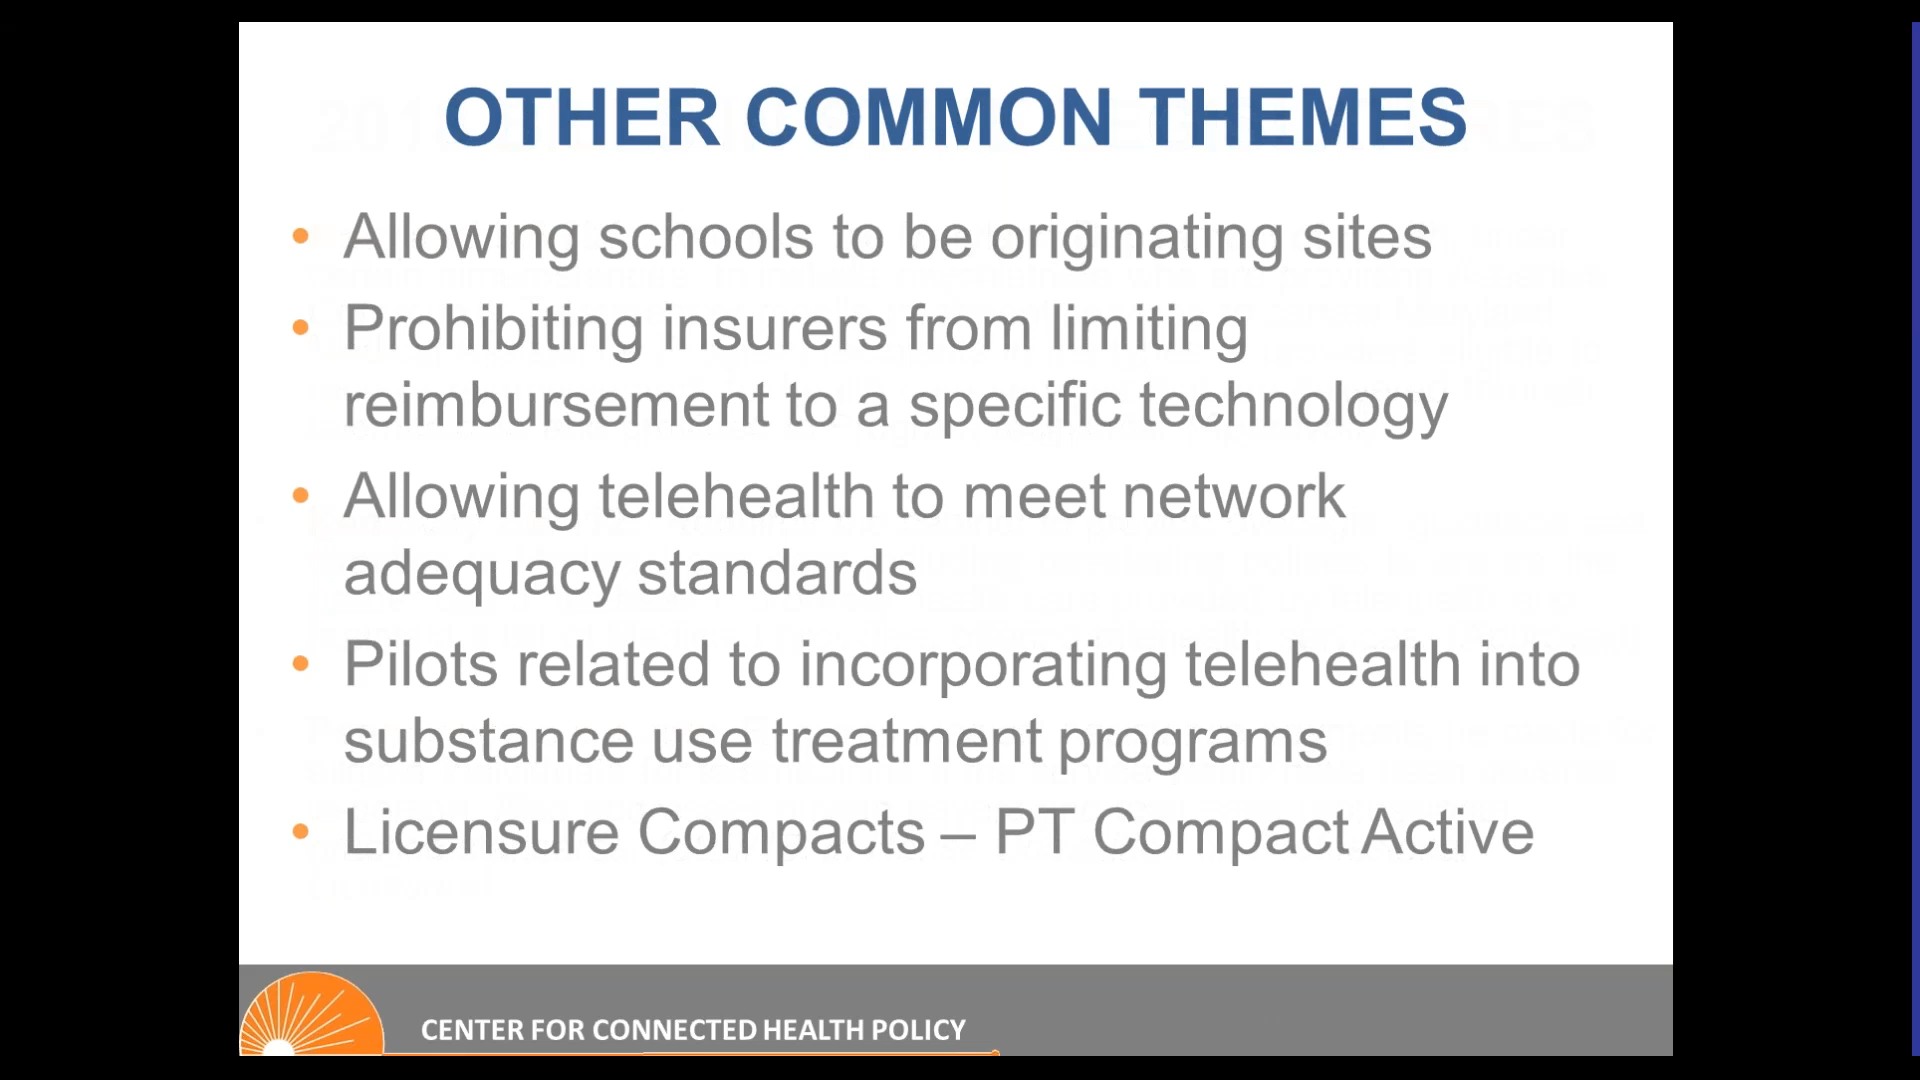 OTHER COMMON THEMES
• Allowing schools to be originating sites
• Prohibiting insurers from limiting
reimbursement to a specific technology
• Allowing telehealth to meet network
adequacy standards
• Pilots related to incorporating telehealth into
substance use treatment programs
• Licensure Compacts – PT Compact Active
CENTER FOR CONNECTED HEALTH POLICY